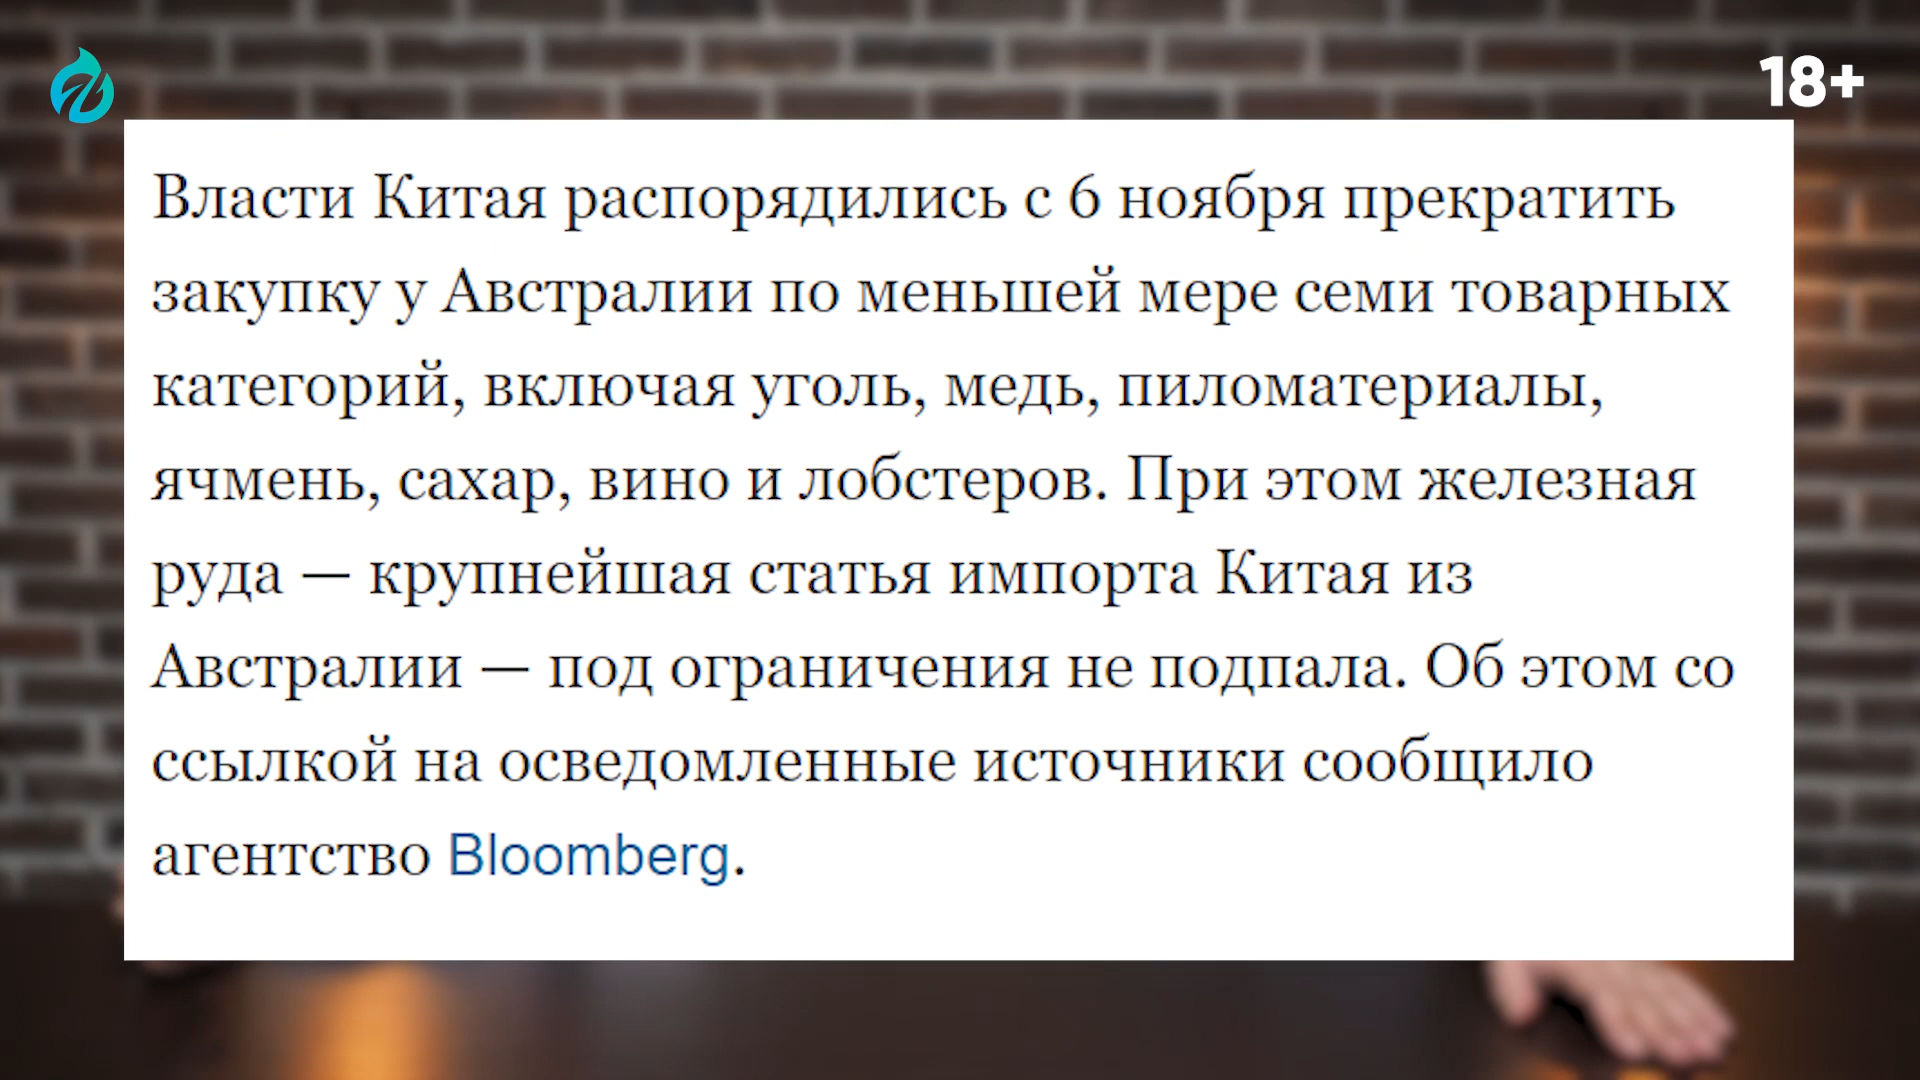 18+
Власти Китая распорядились с 6 ноября прекратить
закупку у Австралии по меньшей мере семи товарных
категорий, включая уголь, медь, пиломатериалы,
ячмень, сахар, вино и лобстеров. При этом железная
руда — крупнейшая статья импорта Китая из
Австралии — под ограничения не подпала. Об этом со
ссылкой на осведомленные источники сообщило
агентство Bloomberg.